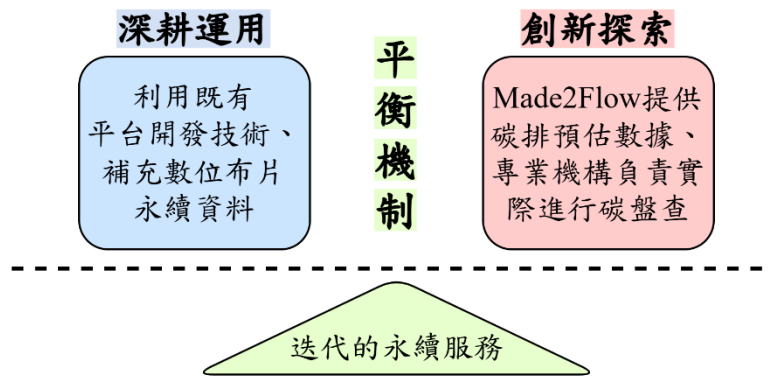 深耕運用
利用既有
平台開發技術、
補充數位布片
永續資料
平
衡
機
制
創新探索
Made2Flow提供
碳排預估數據、
專業機構負責實
際進行碳盤查
迭代的永續服務